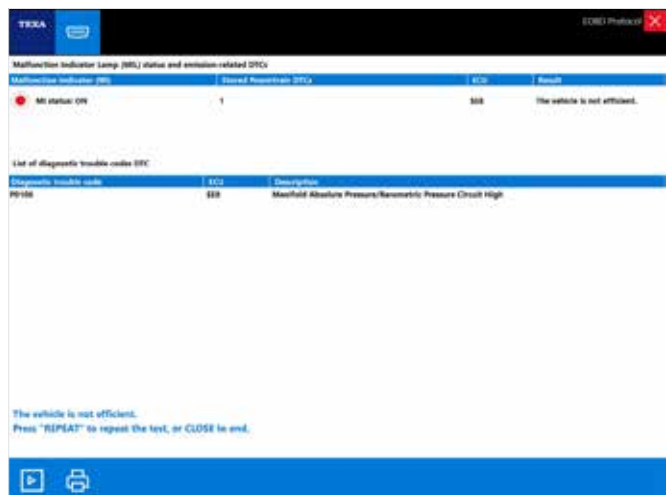 TEXA
EOBD Protocol
Malfunction Indicator Lamp (MIL) status and emission-related DTCs
Malfunction Indicator (MI) Stored Powertrain DTCs ECU Result
MI status: ON 1 The vehicle is not efficient.
List of diagnostic trouble codes DTC
Diagnostic trouble code ECU Description
Manifold Absolute Pressure/Barometric Pressure Circuit High
The vehicle is not efficient.
Press "REPEAT" to repeat the test, or CLOSE to end.